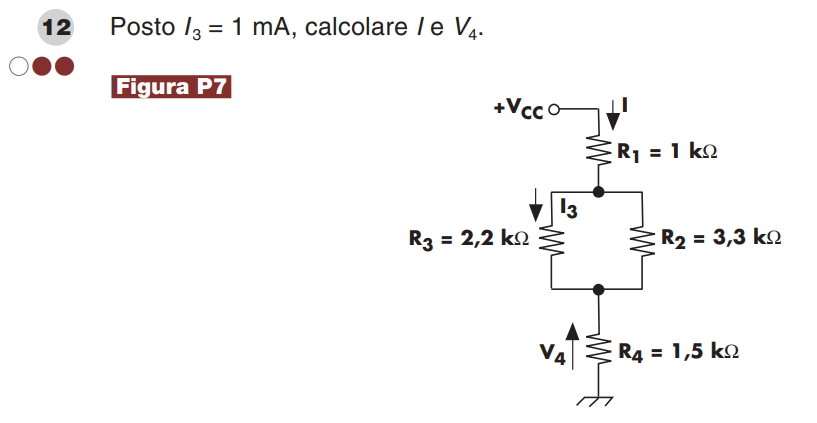 12 Posto I₃ = 1 mA, calcolare I e V₄.
Figura P7
+VCC
I
R1 = 1 kΩ
I3
R3 = 2,2 kΩ
R2 = 3,3 kΩ
V4
R4 = 1,5 kΩ